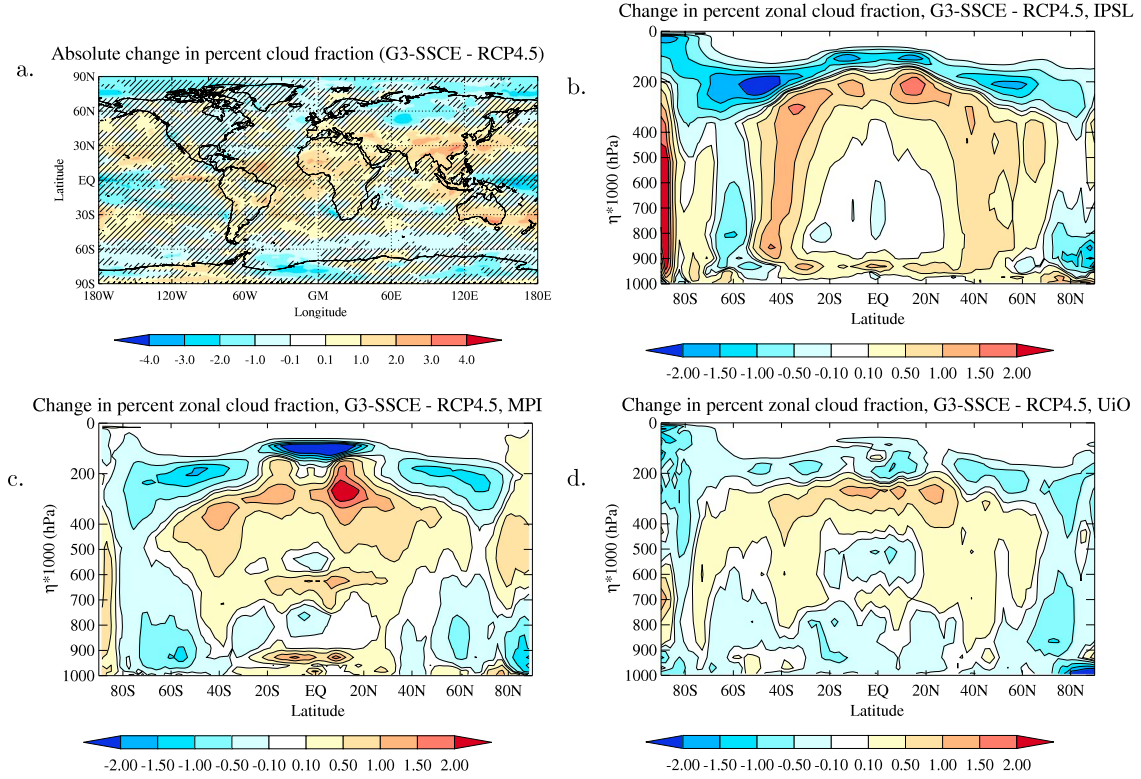 a.
Absolute change in percent cloud fraction (G3-SSCE - RCP4.5)
90N
60N
30N
EQ
30S
60S
90S
Latitude
180W 120W 60W GM 60E 120E 180E
Longitude
-4.0 -3.0 -2.0 -1.0 -0.1 0.1 1.0 2.0 3.0 4.0
b.
Change in percent zonal cloud fraction, G3-SSCE - RCP4.5, IPSL
0
200
400
500
600
700
800
900
1000
η*1000 (hPa)
80S 60S 40S 20S EQ 20N 40N 60N 80N
Latitude
-2.00 -1.50 -1.00 -0.50 -0.10 0.10 0.50 1.00 1.50 2.00
c.
Change in percent zonal cloud fraction, G3-SSCE - RCP4.5, MPI
0
200
400
500
600
700
800
900
1000
η*1000 (hPa)
80S 60S 40S 20S EQ 20N 40N 60N 80N
Latitude
-2.00 -1.50 -1.00 -0.50 -0.10 0.10 0.50 1.00 1.50 2.00
d.
Change in percent zonal cloud fraction, G3-SSCE - RCP4.5, UiO
0
200
400
500
600
700
800
900
1000
η*1000 (hPa)
80S 60S 40S 20S EQ 20N 40N 60N 80N
Latitude
-2.00 -1.50 -1.00 -0.50 -0.10 0.10 0.50 1.00 1.50 2.00